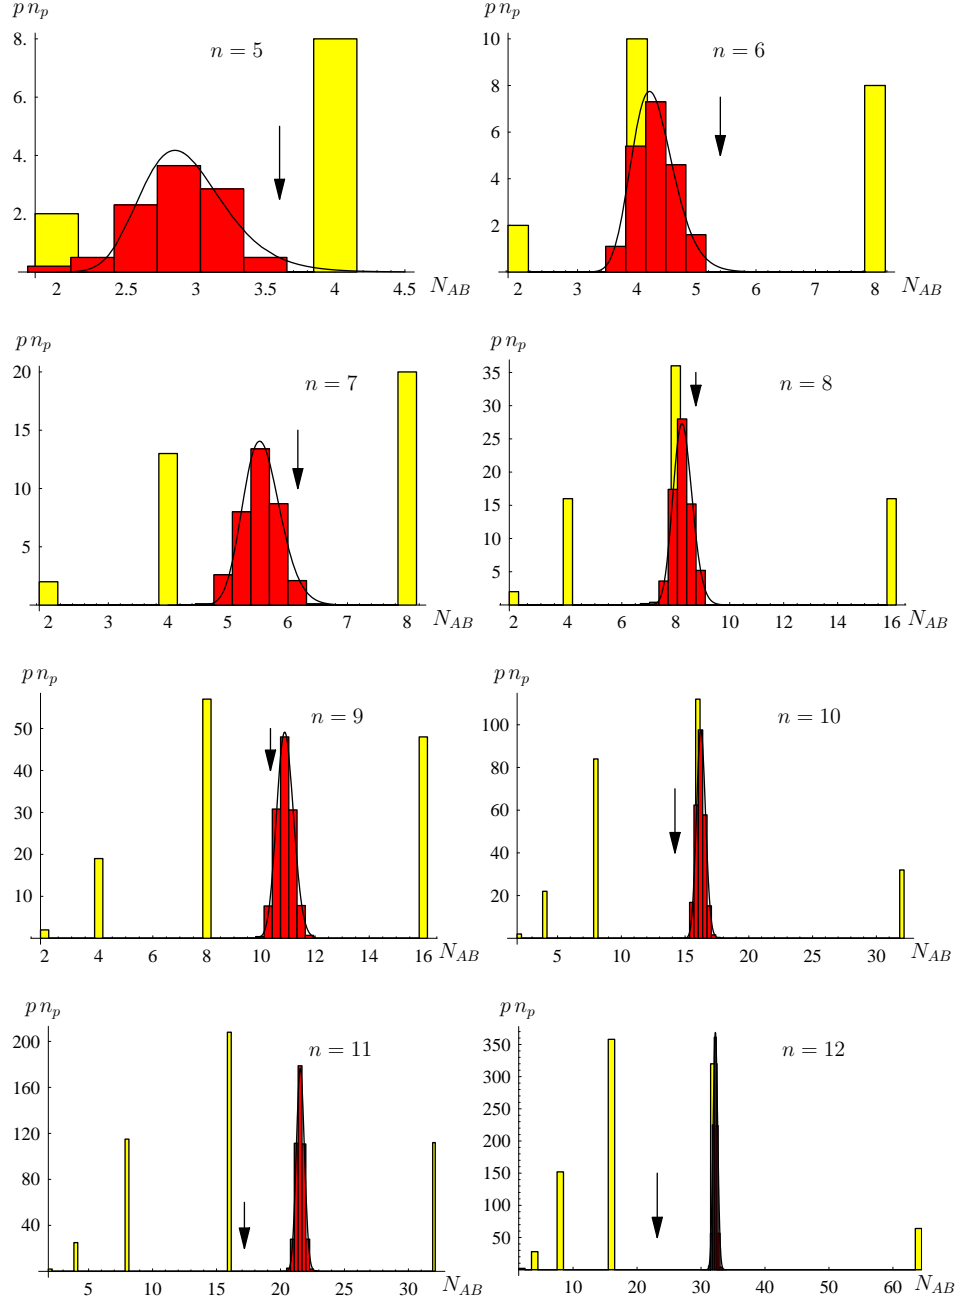 p n_p
n = 5
8.
6.
4.
2.
2 2.5 3 3.5 4 4.5 N_AB
p n_p
n = 6
10
8
6
4
2
2 3 4 5 6 7 8 N_AB
p n_p
n = 7
20
15
10
5
2 3 4 5 6 7 8 N_AB
p n_p
n = 8
35
30
25
20
15
10
5
2 4 6 8 10 12 14 16 N_AB
p n_p
n = 9
50
40
30
20
10
2 4 6 8 10 12 14 16 N_AB
p n_p
n = 10
100
80
60
40
20
5 10 15 20 25 30 N_AB
p n_p
n = 11
200
160
120
80
40
5 10 15 20 25 30 N_AB
p n_p
n = 12
350
300
250
200
150
100
50
10 20 30 40 50 60 N_AB